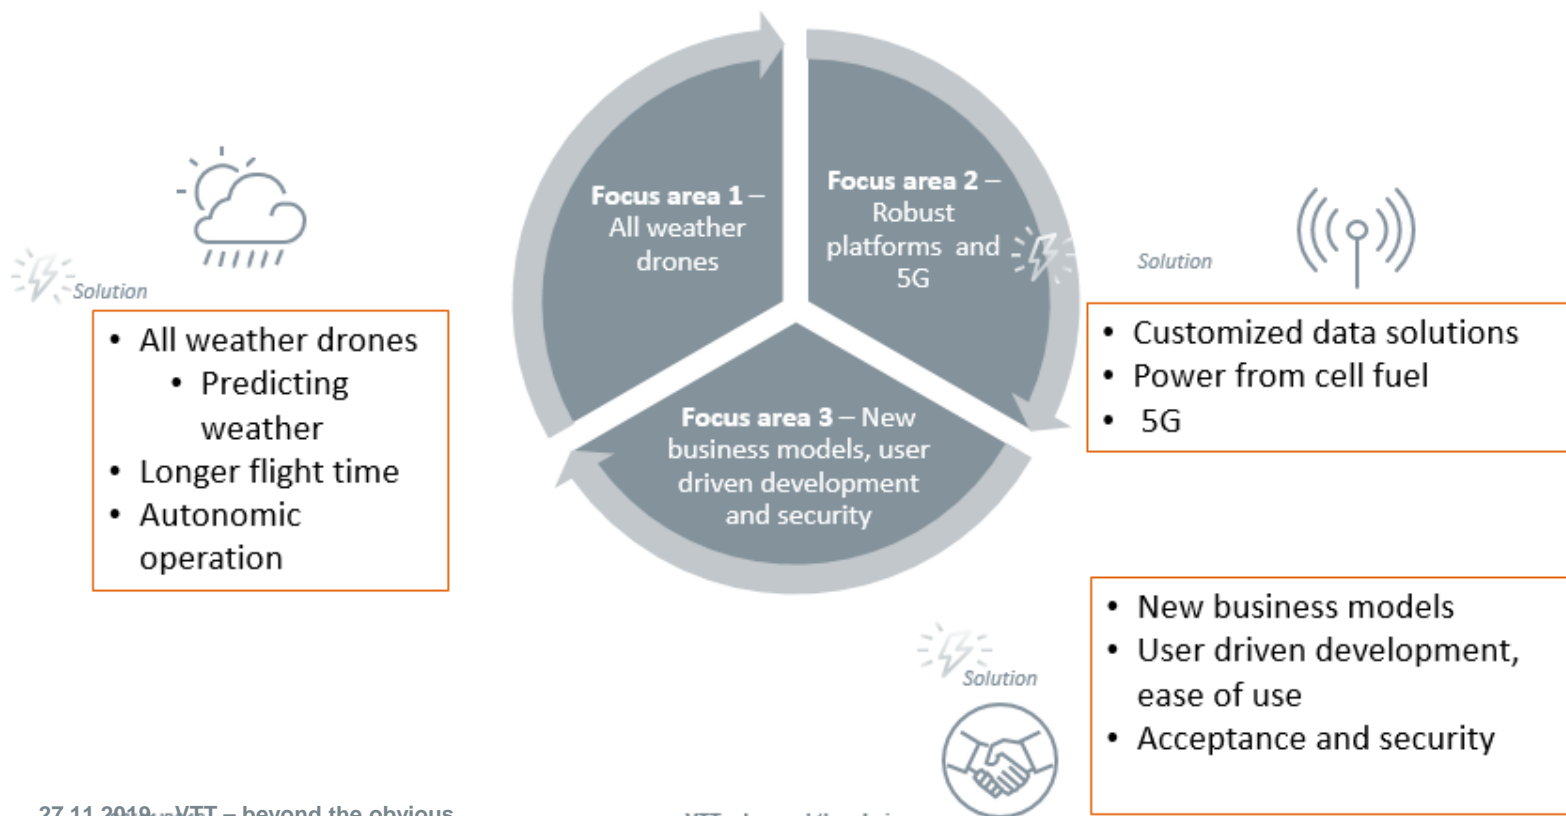 Focus area 1 –
All weather
drones
Focus area 2 –
Robust
platforms and
5G
Focus area 3 – New
business models, user
driven development
and security
Solution
• All weather drones
• Predicting
weather
• Longer flight time
• Autonomic
operation
Solution
• Customized data solutions
• Power from cell fuel
• 5G
Solution
• New business models
• User driven development,
ease of use
• Acceptance and security
27.11.2019 VTT – beyond the obvious